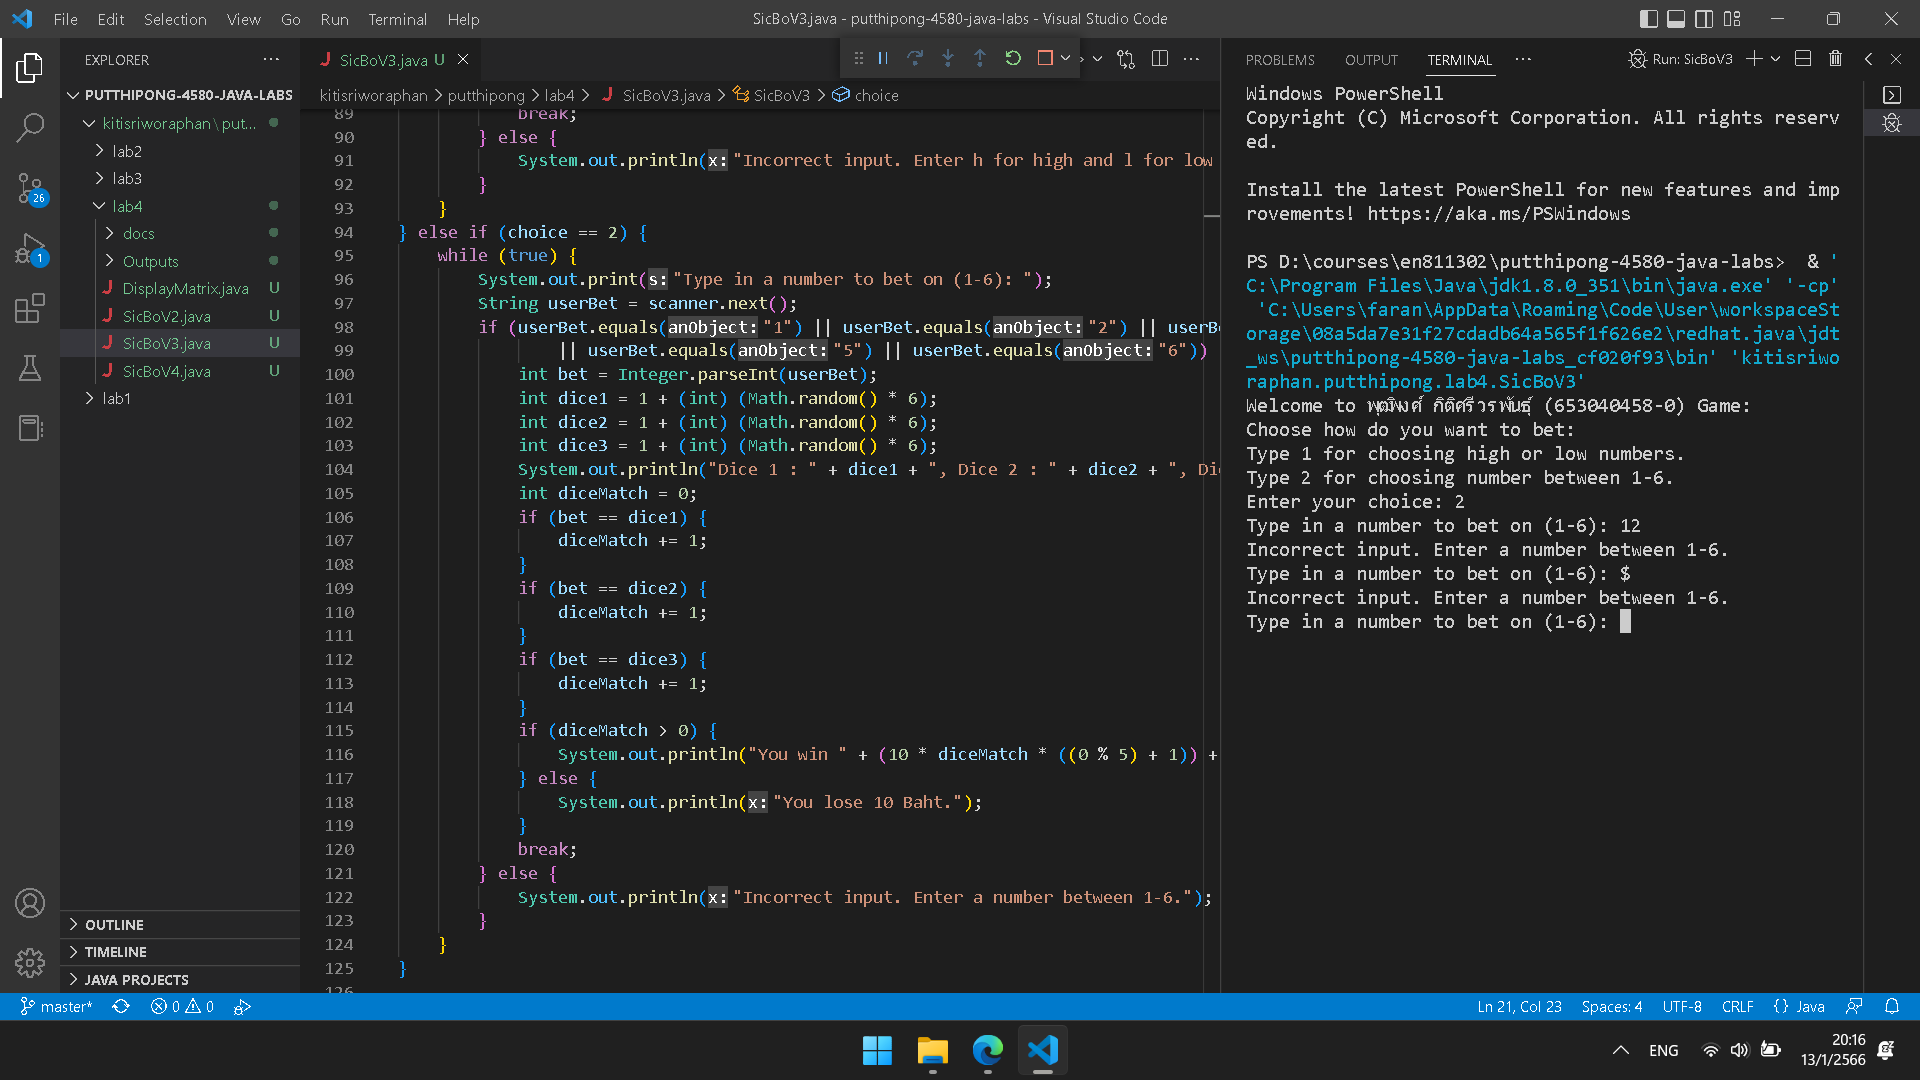 File Edit Selection View Go Run Terminal Help
SicBoV3.java - putthipong-4580-java-labs - Visual Studio Code
EXPLORER
PUTTHIPONG-4580-JAVA-LABS
kitisriworaphan\put...
lab2
lab3
lab4
docs
Outputs
DisplayMatrix.java U
SicBoV2.java U
SicBoV3.java U
SicBoV4.java U
lab1
26
1
OUTLINE
TIMELINE
JAVA PROJECTS
SicBoV3.java U
kitisriworaphan > putthipong > lab4 > SicBoV3.java > SicBoV3 > choice
89 break;
90 } else {
91 System.out.println(x: "Incorrect input. Enter h for high and l for low
92 }
93 }
94 } else if (choice == 2) {
95 while (true) {
96 System.out.print(s: "Type in a number to bet on (1-6): ");
97 String userBet = scanner.next();
98 if (userBet.equals(anObject: "1") || userBet.equals(anObject: "2") || userBe
99 || userBet.equals(anObject: "5") || userBet.equals(anObject: "6"))
100 int bet = Integer.parseInt(userBet);
101 int dice1 = 1 + (int) (Math.random() * 6);
102 int dice2 = 1 + (int) (Math.random() * 6);
103 int dice3 = 1 + (int) (Math.random() * 6);
104 System.out.println("Dice 1 : " + dice1 + ", Dice 2 : " + dice2 + ", Di
105 int diceMatch = 0;
106 if (bet == dice1) {
107 diceMatch += 1;
108 }
109 if (bet == dice2) {
110 diceMatch += 1;
111 }
112 if (bet == dice3) {
113 diceMatch += 1;
114 }
115 if (diceMatch > 0) {
116 System.out.println("You win " + (10 * diceMatch * ((0 % 5) + 1)) +
117 } else {
118 System.out.println(x: "You lose 10 Baht.");
119 }
120 break;
121 } else {
122 System.out.println(x: "Incorrect input. Enter a number between 1-6.");
123 }
124 }
125 }
126
PROBLEMS OUTPUT TERMINAL
Run: SicBoV3
Windows PowerShell
Copyright (C) Microsoft Corporation. All rights reserv
ed.
Install the latest PowerShell for new features and imp
rovements! https://aka.ms/PSWindows
PS D:\courses\en811302\putthipong-4580-java-labs>  & '
C:\Program Files\Java\jdk1.8.0_351\bin\java.exe' '-cp'
'C:\Users\faran\AppData\Roaming\Code\User\workspaceSt
orage\08a5da7e31f27cdadb64a565f1f626e2\redhat.java\jdt
_ws\putthipong-4580-java-labs_cf020f93\bin' 'kitisriwo
raphan.putthipong.lab4.SicBoV3'
Welcome to พุฒิพงศ์ กิติศรีวรพันธุ์ (653040458-0) Game:
Choose how do you want to bet:
Type 1 for choosing high or low numbers.
Type 2 for choosing number between 1-6.
Enter your choice: 2
Type in a number to bet on (1-6): 12
Incorrect input. Enter a number between 1-6.
Type in a number to bet on (1-6): $
Incorrect input. Enter a number between 1-6.
Type in a number to bet on (1-6):
master* 0 0
Ln 21, Col 23 Spaces: 4 UTF-8 CRLF {} Java
ENG
20:16
13/1/2566